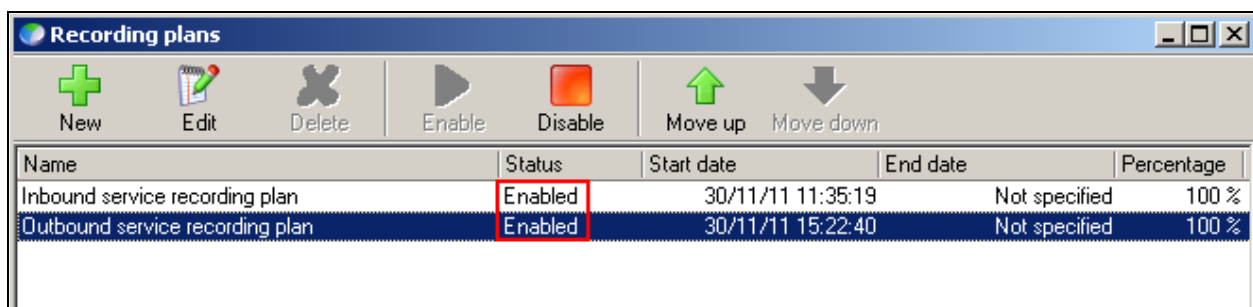 Recording plans
New Edit Delete Enable Disable Move up Move down
Name Status Start date End date Percentage
Inbound service recording plan Enabled 30/11/11 11:35:19 Not specified 100 %
Outbound service recording plan Enabled 30/11/11 15:22:40 Not specified 100 %